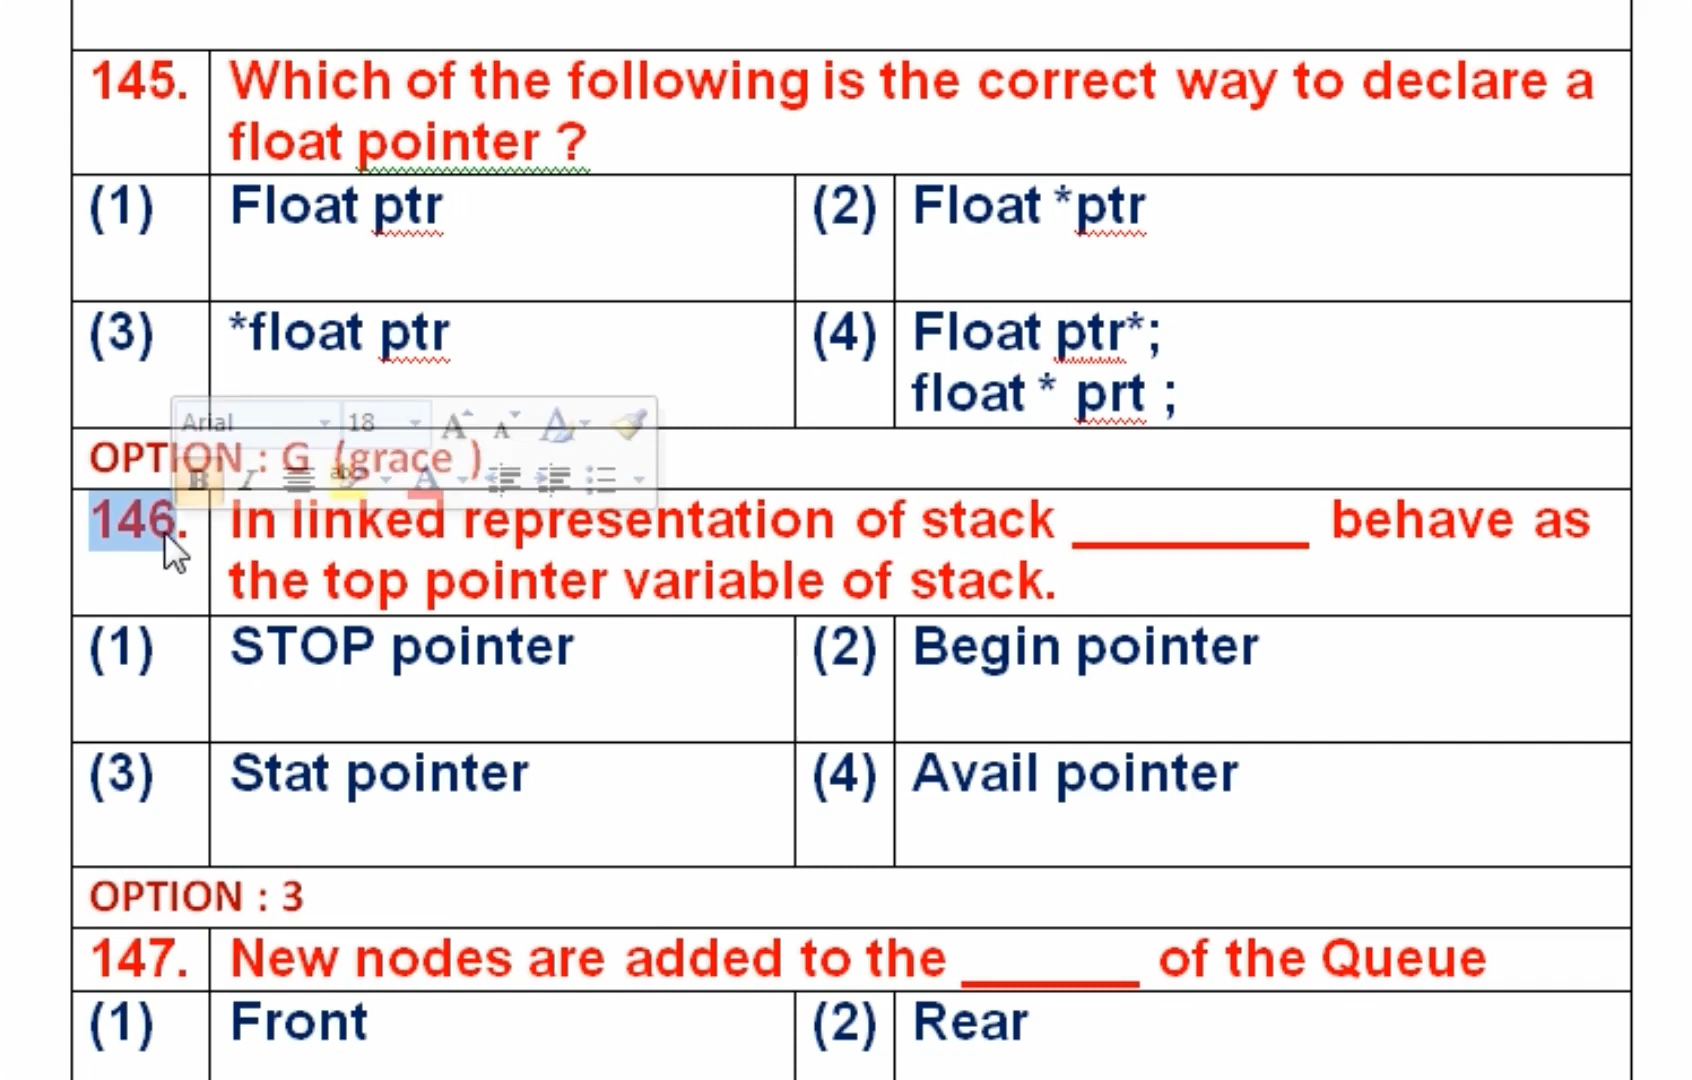 145. Which of the following is the correct way to declare a
float pointer ?
(1) Float ptr (2) Float *ptr
(3) *float ptr (4) Float ptr*;
float * prt ;
Arial 18
OPTION : G (grace )
146. In linked representation of stack ________ behave as
the top pointer variable of stack.
(1) STOP pointer (2) Begin pointer
(3) Stat pointer (4) Avail pointer
OPTION : 3
147. New nodes are added to the ______ of the Queue
(1) Front (2) Rear